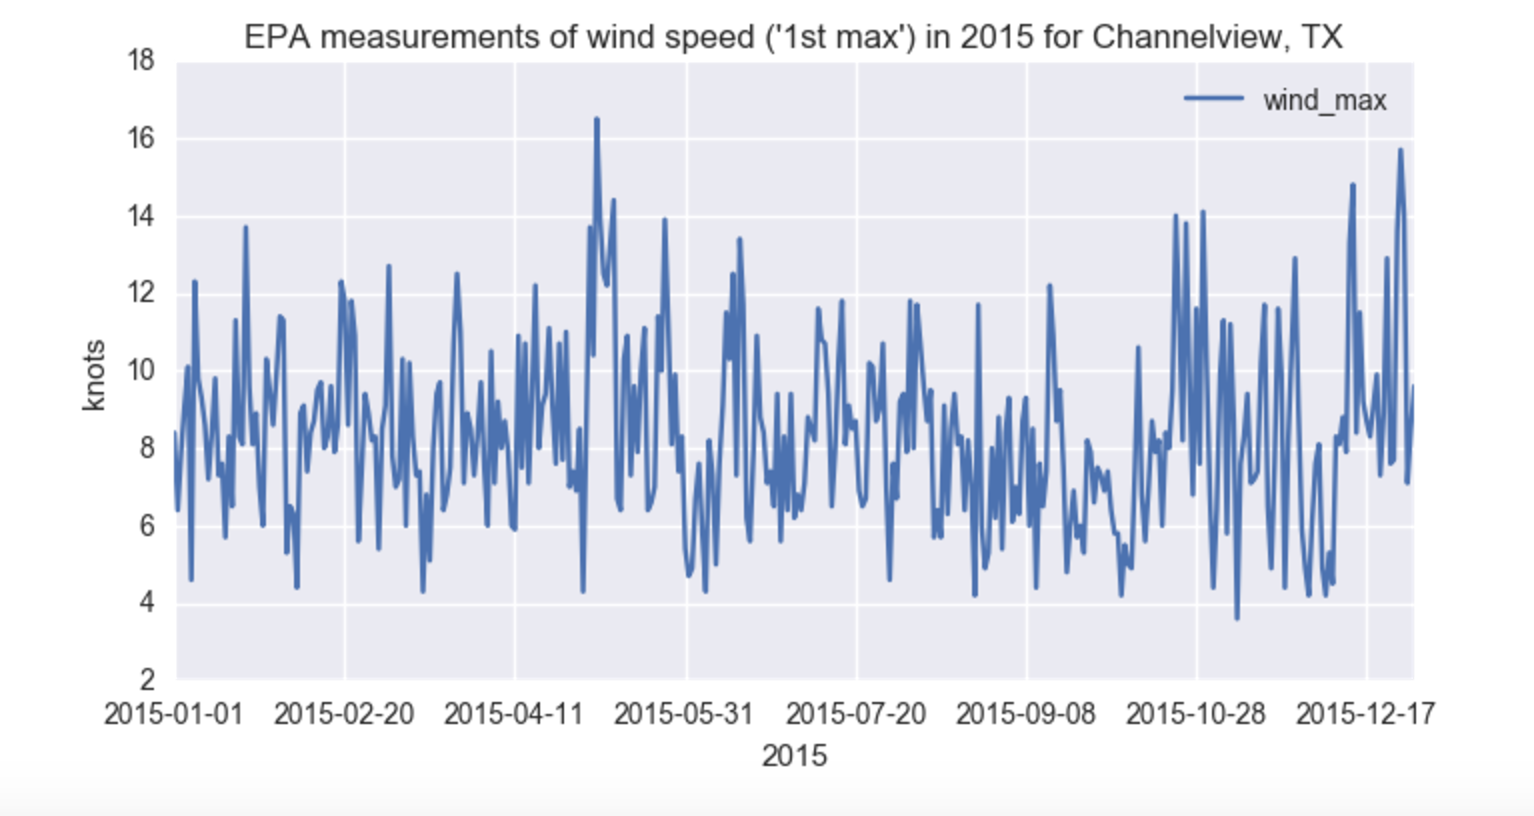 EPA measurements of wind speed ('1st max') in 2015 for Channelview, TX
18
wind_max
16
14
12
10
8
6
4
2
knots
2015-01-01 2015-02-20 2015-04-11 2015-05-31 2015-07-20 2015-09-08 2015-10-28 2015-12-17
2015